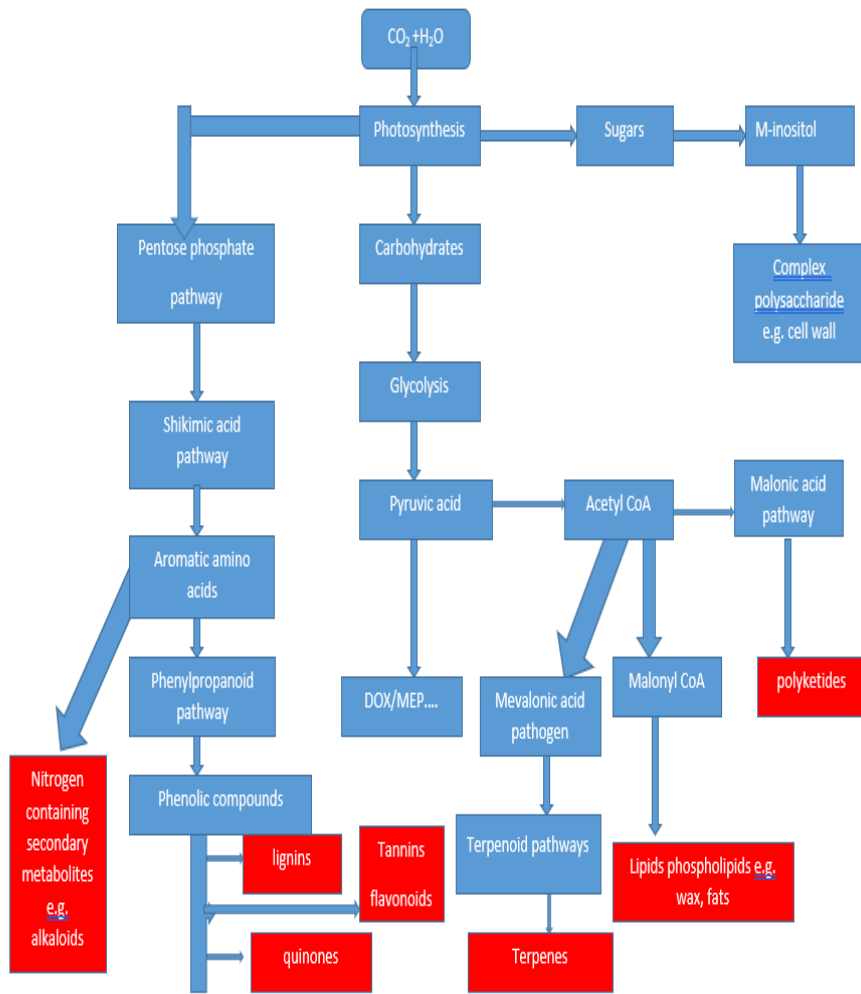 CO₂ +H₂O
Photosynthesis
Sugars
M-inositol
Pentose phosphate
pathway
Carbohydrates
Complex
polysaccharide
e.g. cell wall
Glycolysis
Shikimic acid
pathway
Pyruvic acid
Acetyl CoA
Malonic acid
pathway
Aromatic amino
acids
Phenylpropanoid
pathway
DOX/MEP....
Mevalonic acid
pathogen
Malonyl CoA
polyketides
Nitrogen
containing
secondary
metabolites
e.g.
alkaloids
Phenolic compounds
lignins
Tannins
flavonoids
quinones
Terpenoid pathways
Terpenes
Lipids phospholipids e.g.
wax, fats